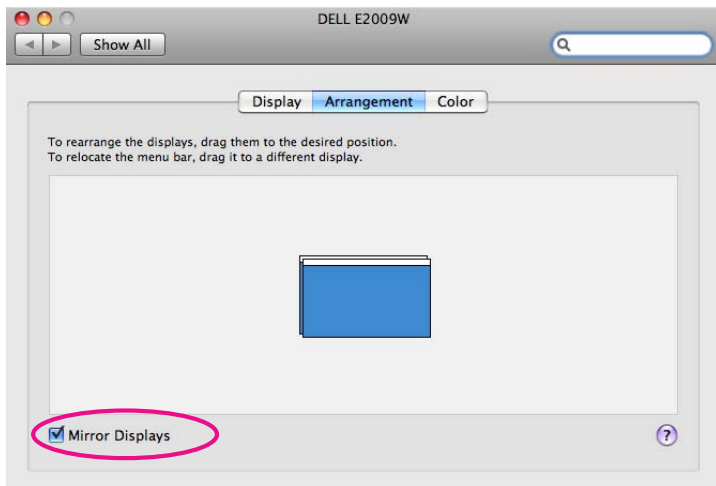 DELL E2009W
Show All
Display Arrangement Color
To rearrange the displays, drag them to the desired position.
To relocate the menu bar, drag it to a different display.
Mirror Displays
?